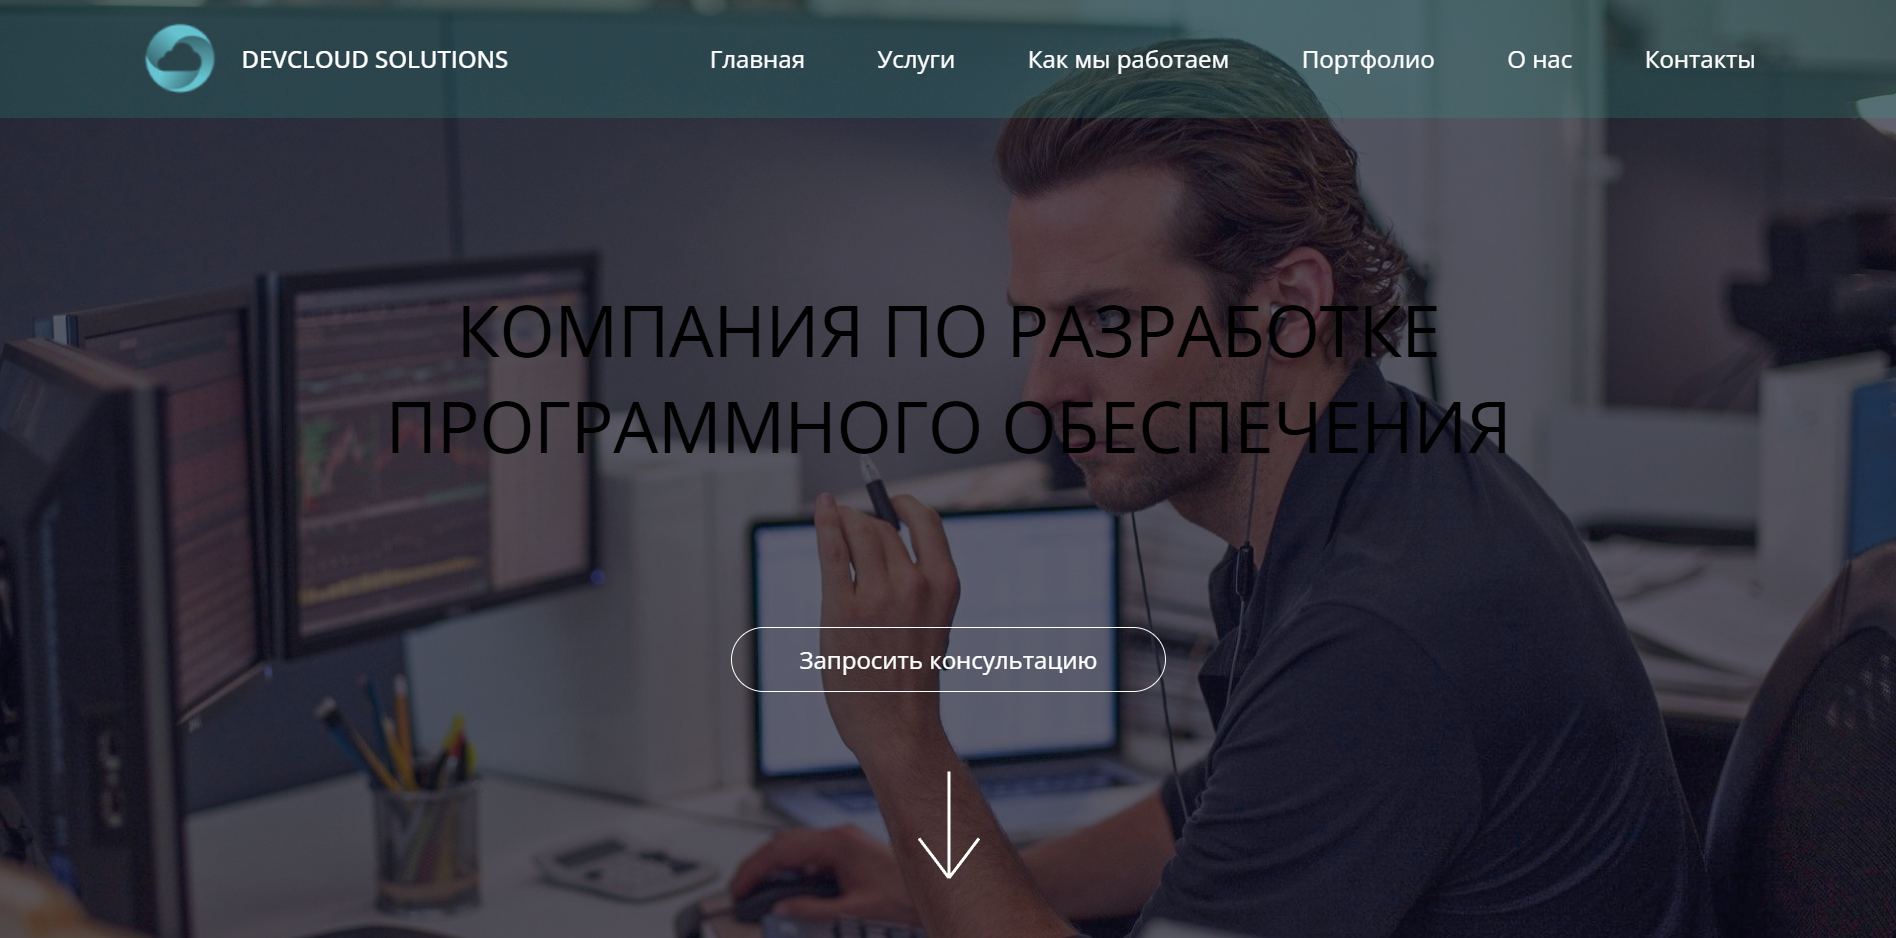 DEVCLOUD SOLUTIONS Главная Услуги Как мы работаем Портфолио О нас Контакты
КОМПАНИЯ ПО РАЗРАБОТКЕ
ПРОГРАММНОГО ОБЕСПЕЧЕНИЯ
Запросить консультацию